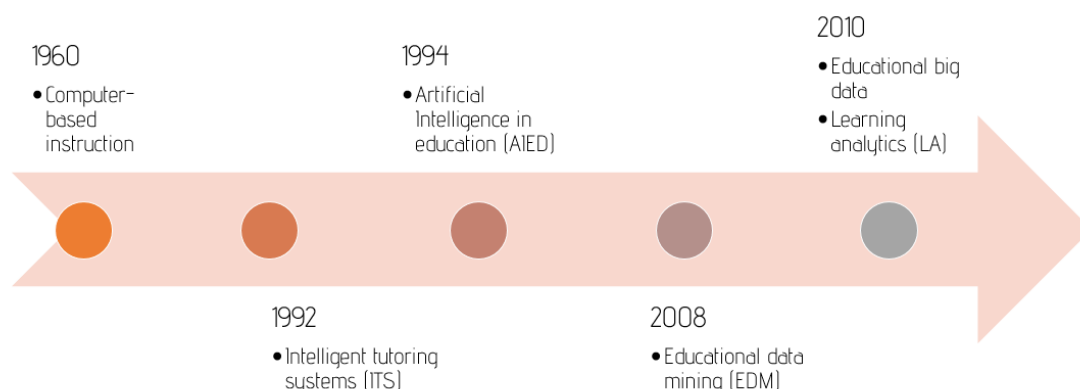 1960
•Computer-
based
instruction
1992
•Intelligent tutoring
systems (ITS)
1994
•Artificial
Intelligence in
education (AIED)
2008
•Educational data
mining (EDM)
2010
•Educational big
data
•Learning
analytics (LA)